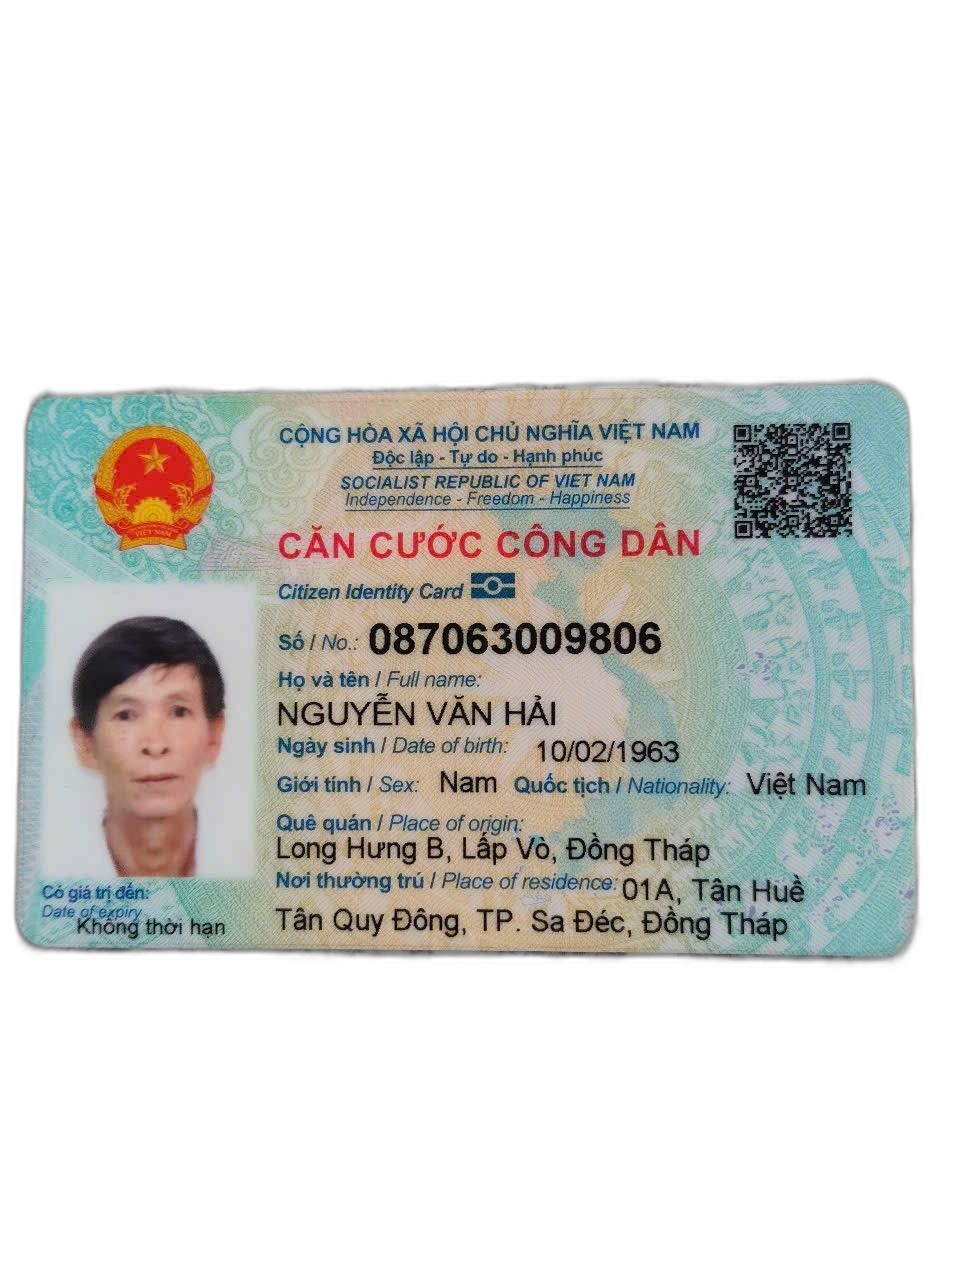 CỘNG HÒA XÃ HỘI CHỦ NGHĨA VIỆT NAM
Độc lập - Tự do - Hạnh phúc
SOCIALIST REPUBLIC OF VIET NAM
Independence - Freedom - Happiness
CĂN CƯỚC CÔNG DÂN
Citizen Identity Card
VIỆT NAM
Số / No.: 087063009806
Họ và tên / Full name:
NGUYỄN VĂN HẢI
Ngày sinh / Date of birth: 10/02/1963
Giới tính / Sex: Nam Quốc tịch / Nationality: Việt Nam
Quê quán / Place of origin:
Long Hưng B, Lấp Vò, Đồng Tháp
Nơi thường trú / Place of residence: 01A, Tân Huề
Tân Quy Đông, TP. Sa Đéc, Đồng Tháp
Có giá trị đến:
Date of expiry
Không thời hạn